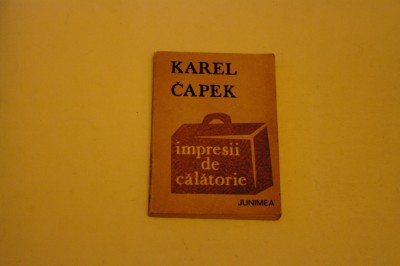 KAREL
ČAPEK
impresii
de
călătorie
JUNIMEA